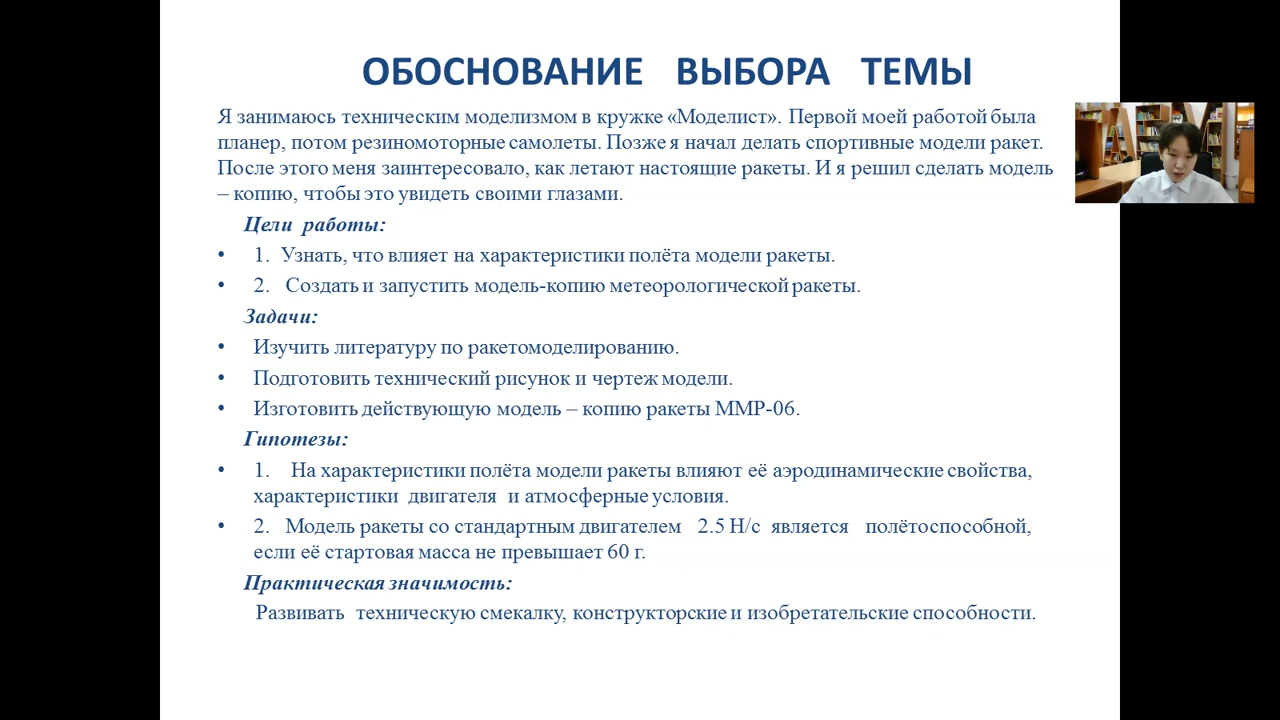 ОБОСНОВАНИЕ ВЫБОРА ТЕМЫ
Я занимаюсь техническим моделизмом в кружке «Моделист». Первой моей работой была
планер, потом резиномоторные самолеты. Позже я начал делать спортивные модели ракет.
После этого меня заинтересовало, как летают настоящие ракеты. И я решил сделать модель
– копию, чтобы это увидеть своими глазами.
Цели работы:
• 1. Узнать, что влияет на характеристики полёта модели ракеты.
• 2. Создать и запустить модель-копию метеорологической ракеты.
Задачи:
• Изучить литературу по ракетомоделированию.
• Подготовить технический рисунок и чертеж модели.
• Изготовить действующую модель – копию ракеты ММР-06.
Гипотезы:
• 1. На характеристики полёта модели ракеты влияют её аэродинамические свойства,
характеристики двигателя и атмосферные условия.
• 2. Модель ракеты со стандартным двигателем 2.5 Н/с является полётоспособной,
если её стартовая масса не превышает 60 г.
Практическая значимость:
Развивать техническую смекалку, конструкторские и изобретательские способности.